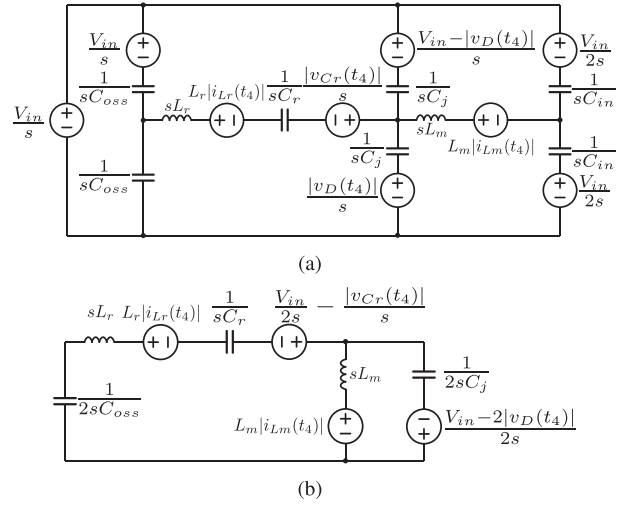 V_in/s
V_in/s
1/sC_oss
1/sC_oss
sL_r
L_r|i_Lr(t_4)|
1/sC_r
|v_Cr(t_4)|/s
V_in−|v_D(t_4)|/s
1/sC_j
1/sC_j
|v_D(t_4)|/s
sL_m
L_m|i_Lm(t_4)|
V_in/2s
1/sC_in
1/sC_in
V_in/2s
(a)
sL_r L_r|i_Lr(t_4)| 1/sC_r V_in/2s − |v_Cr(t_4)|/s
1/2sC_oss
sL_m
L_m|i_Lm(t_4)|
1/2sC_j
V_in−2|v_D(t_4)|/2s
(b)